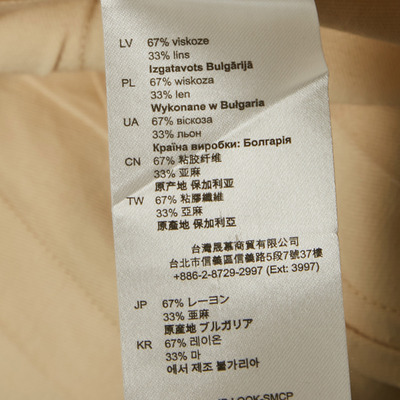 LV 67% viskoze
33% lins
Izgatavots Bulgārijā
PL 67% wiskoza
33% len
Wykonane w Bułgaria
UA 67% віскоза
33% льон
Країна виробки: Болгарія
CN 67% 粘胶纤维
33% 亚麻
原产地 保加利亚
TW 67% 粘膠纖維
33% 亞麻
原產地 保加利亞
台灣晟慕商貿有限公司
台北市信義區信義路5段7號37樓
+886-2-8729-2997 (Ext: 3997)
JP 67% レーヨン
33% 亜麻
原産地 ブルガリア
KR 67% 레이온
33% 마
에서 제조 불가리아
LOOK-SMCP